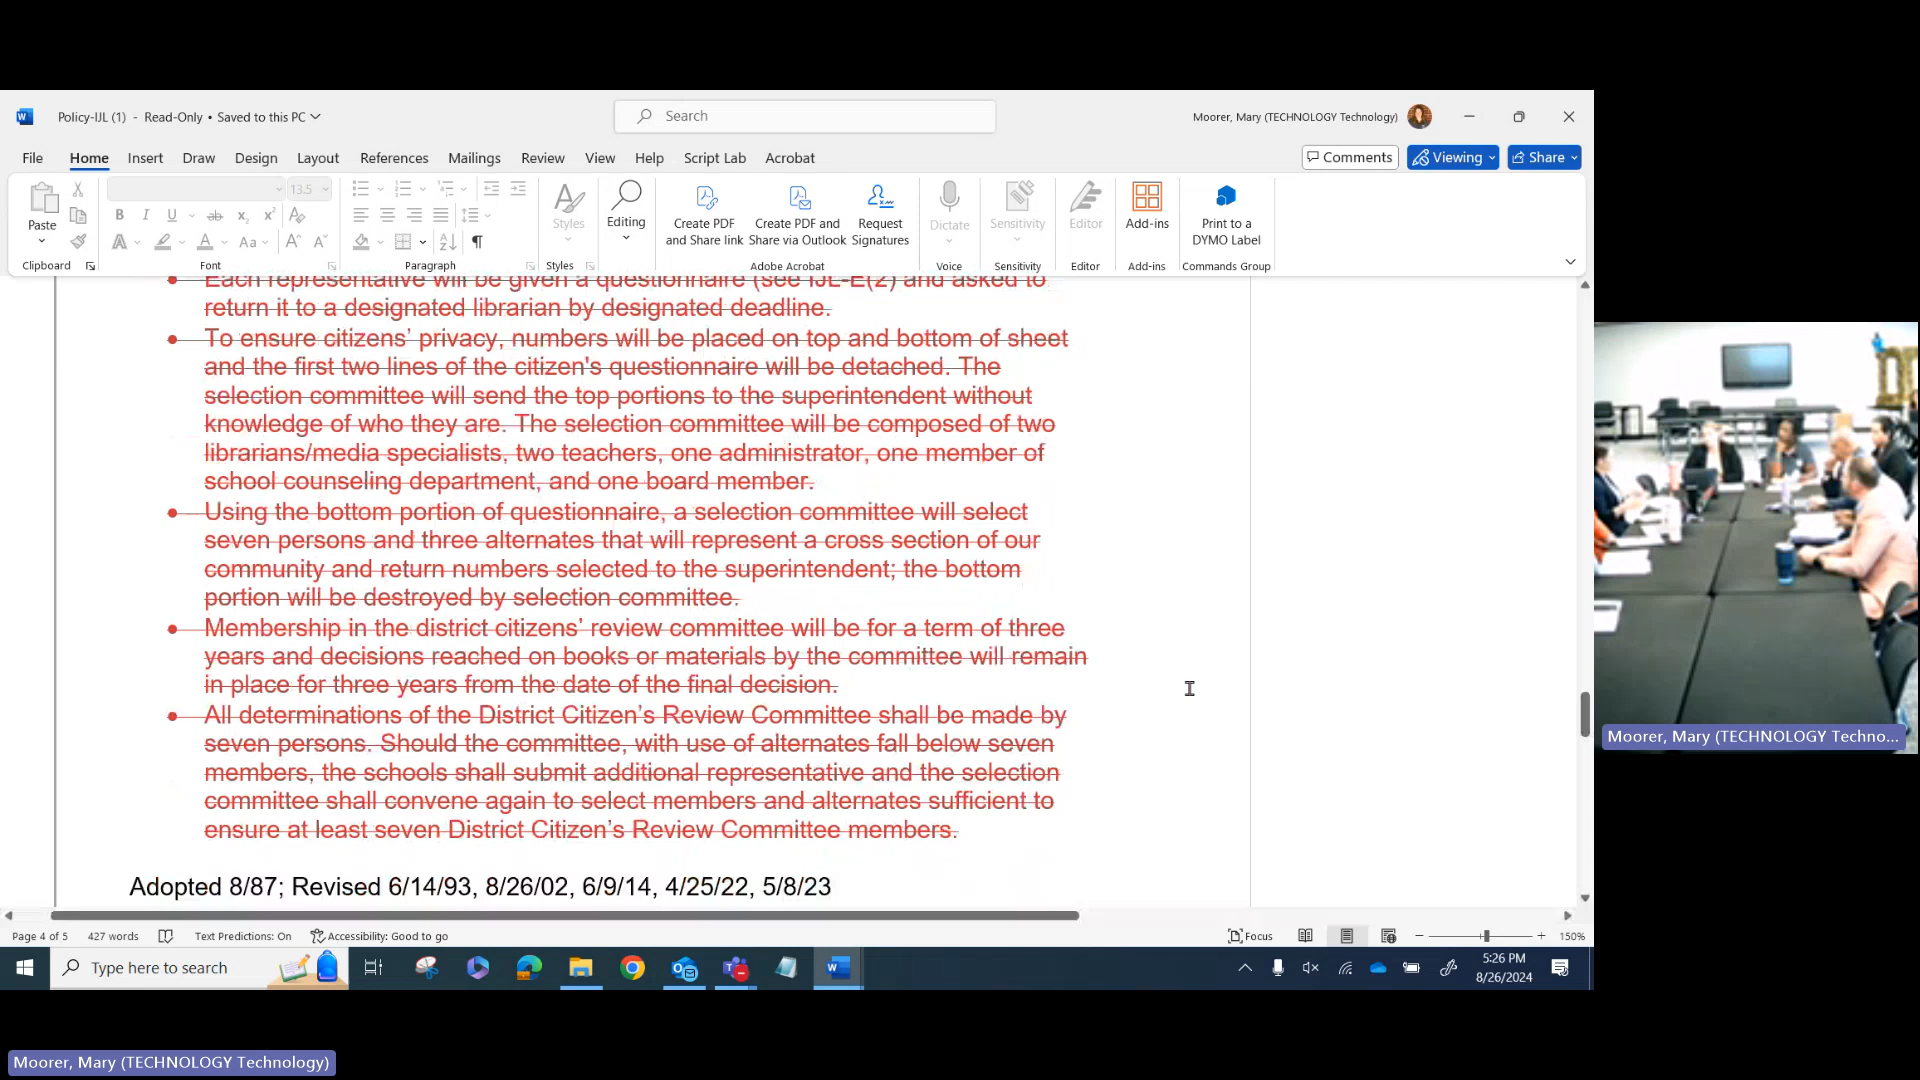 Policy-IJL (1) - Read-Only • Saved to this PC
Search
Moorer, Mary (TECHNOLOGY Technology)
File Home Insert Draw Design Layout References Mailings Review View Help Script Lab Acrobat
Comments Viewing Share
13.5
Paste
Styles
Editing
Create PDF and Share link
Create PDF and Share via Outlook
Request Signatures
Dictate
Sensitivity
Editor
Add-ins
Print to a DYMO Label
Clipboard Font Paragraph Styles Adobe Acrobat Voice Sensitivity Editor Add-ins Commands Group
Each representative will be given a questionnaire (see IJL-E(2) and asked to
return it to a designated librarian by designated deadline.
To ensure citizens’ privacy, numbers will be placed on top and bottom of sheet
and the first two lines of the citizen's questionnaire will be detached. The
selection committee will send the top portions to the superintendent without
knowledge of who they are. The selection committee will be composed of two
librarians/media specialists, two teachers, one administrator, one member of
school counseling department, and one board member.
Using the bottom portion of questionnaire, a selection committee will select
seven persons and three alternates that will represent a cross section of our
community and return numbers selected to the superintendent; the bottom
portion will be destroyed by selection committee.
Membership in the district citizens’ review committee will be for a term of three
years and decisions reached on books or materials by the committee will remain
in place for three years from the date of the final decision.
All determinations of the District Citizen’s Review Committee shall be made by
seven persons. Should the committee, with use of alternates fall below seven
members, the schools shall submit additional representative and the selection
committee shall convene again to select members and alternates sufficient to
ensure at least seven District Citizen’s Review Committee members.
Adopted 8/87; Revised 6/14/93, 8/26/02, 6/9/14, 4/25/22, 5/8/23
Page 4 of 5 427 words Text Predictions: On Accessibility: Good to go Focus 150%
Type here to search
5:26 PM
8/26/2024
Moorer, Mary (TECHNOLOGY Techno...
Moorer, Mary (TECHNOLOGY Technology)